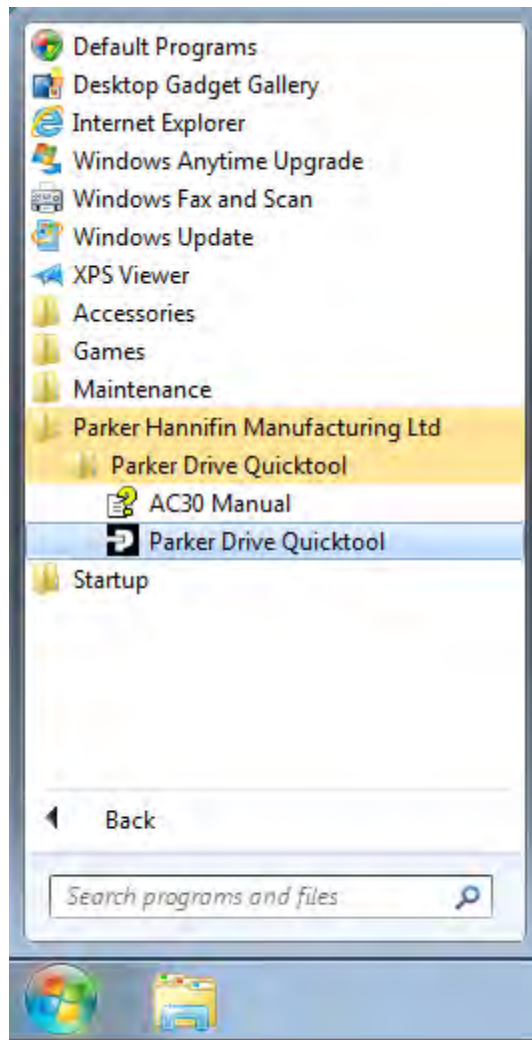 Default Programs
Desktop Gadget Gallery
Internet Explorer
Windows Anytime Upgrade
Windows Fax and Scan
Windows Update
XPS Viewer
Accessories
Games
Maintenance
Parker Hannifin Manufacturing Ltd
Parker Drive Quicktool
AC30 Manual
Parker Drive Quicktool
Startup
Back
Search programs and files